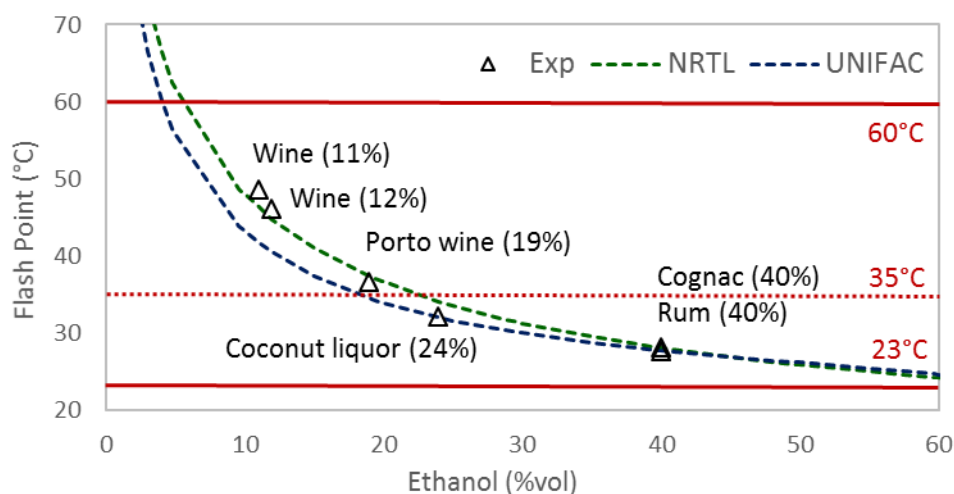 70
60
50
40
30
20
Flash Point (°C)
Exp
NRTL
UNIFAC
60°C
Wine (11%)
Wine (12%)
Porto wine (19%)
Cognac (40%)
35°C
Rum (40%)
Coconut liquor (24%)
23°C
0
10
20
30
40
50
60
Ethanol (%vol)